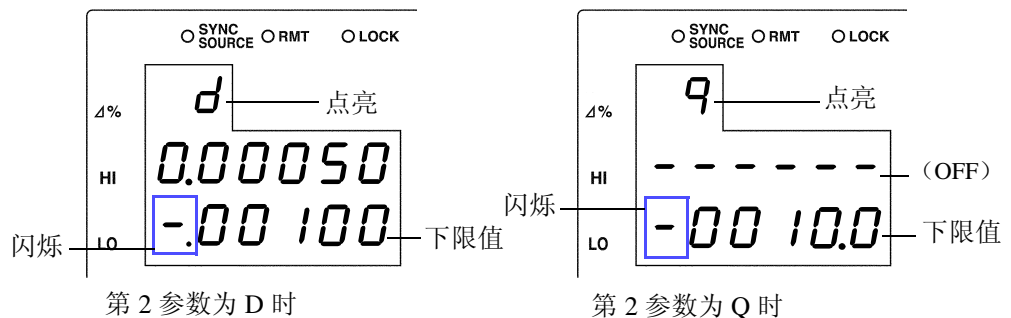 SYNC SOURCE RMT LOCK
d 点亮
⊿%
HI 0.00050
闪烁 LO -.00100 下限值
第 2 参数为 D 时
SYNC SOURCE RMT LOCK
q 点亮
⊿%
HI - - - - - - （OFF）
闪烁 LO -0010.0 下限值
第 2 参数为 Q 时